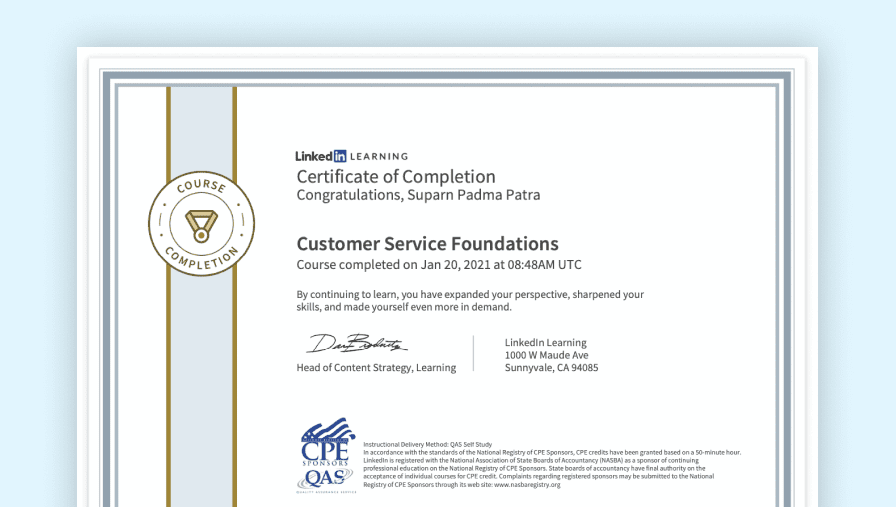 COURSE
COMPLETION
Linked in LEARNING
Certificate of Completion
Congratulations, Suparn Padma Patra
Customer Service Foundations
Course completed on Jan 20, 2021 at 08:48AM UTC
By continuing to learn, you have expanded your perspective, sharpened your
skills, and made yourself even more in demand.
Head of Content Strategy, Learning
LinkedIn Learning
1000 W Maude Ave
Sunnyvale, CA 94085
CPE
SPONSORS
QAS
QUALITY ASSURANCE SERVICE
Instructional Delivery Method: QAS Self Study
In accordance with the standards of the National Registry of CPE Sponsors, CPE credits have been granted based on a 50-minute hour.
LinkedIn is registered with the National Association of State Boards of Accountancy (NASBA) as a sponsor of continuing
professional education on the National Registry of CPE Sponsors. State boards of accountancy have final authority on the
acceptance of individual courses for CPE credit. Complaints regarding registered sponsors may be submitted to the National
Registry of CPE Sponsors through its web site: www.nasbaregistry.org